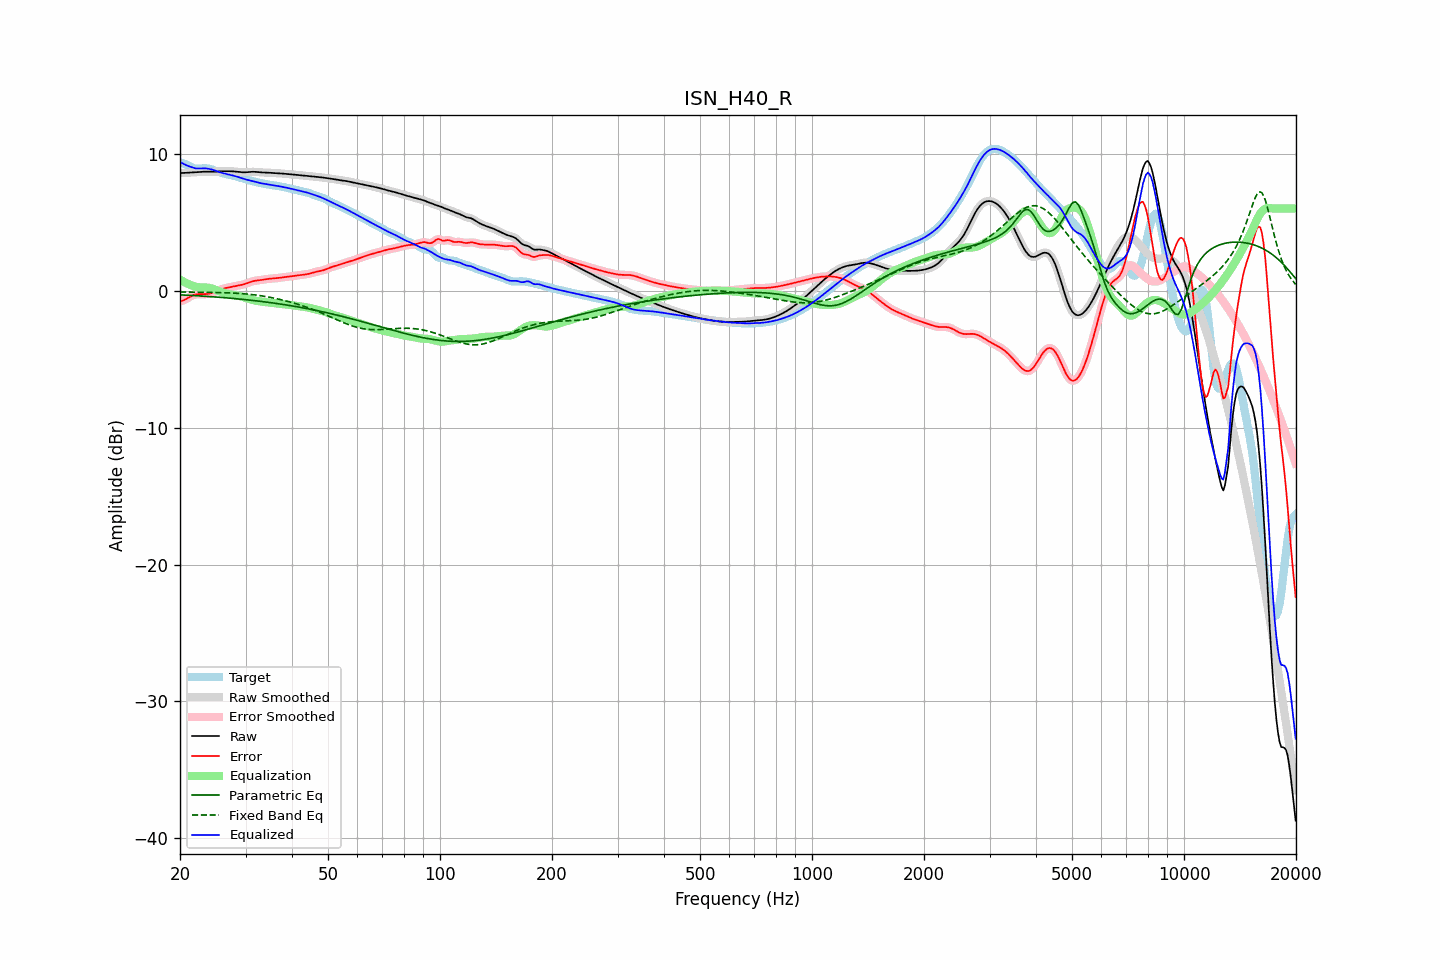 ISN_H40_R
10
0
−10
−20
−30
−40
Amplitude (dBr)
Target
Raw Smoothed
Error Smoothed
Raw
Error
Equalization
Parametric Eq
Fixed Band Eq
Equalized
20 50 100 200 500 1000 2000 5000 10000 20000
Frequency (Hz)